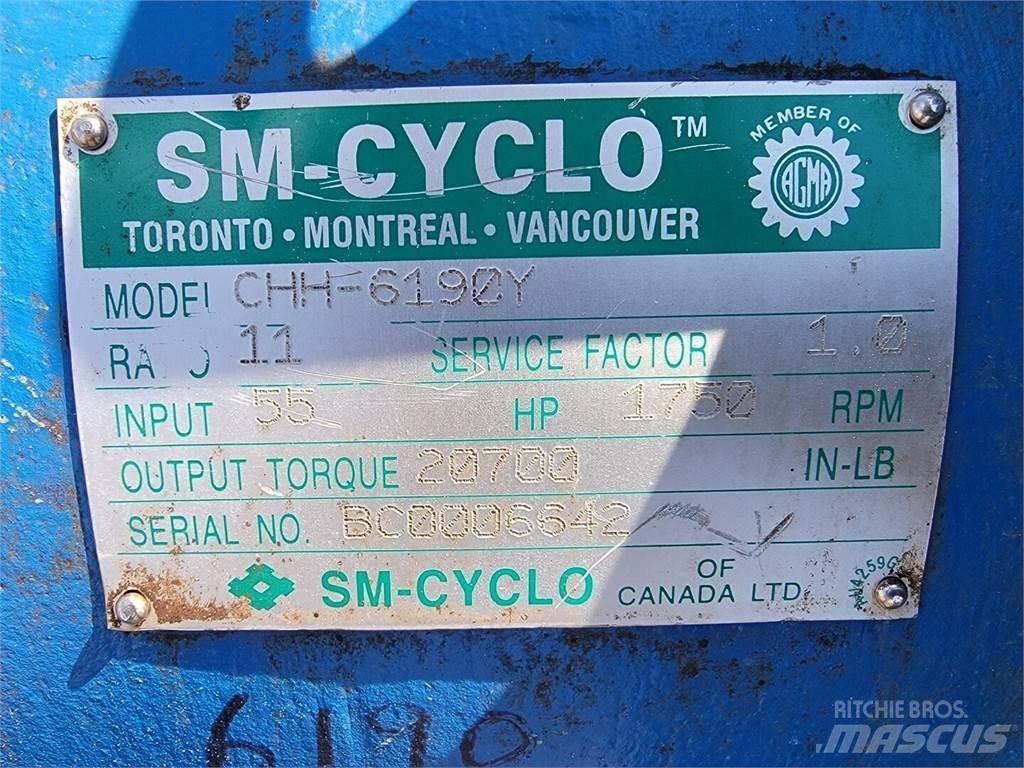 SM-CYCLO™
MEMBER OF
AGMA
TORONTO • MONTREAL • VANCOUVER
MODEL CHH-6190Y
11 SERVICE FACTOR 1.0
INPUT 55 HP 1750 RPM
OUTPUT TORQUE 20700 IN-LB
SERIAL NO. BC0006642
SM-CYCLO OF CANADA LTD
6190
RITCHIE BROS.
MASCUS